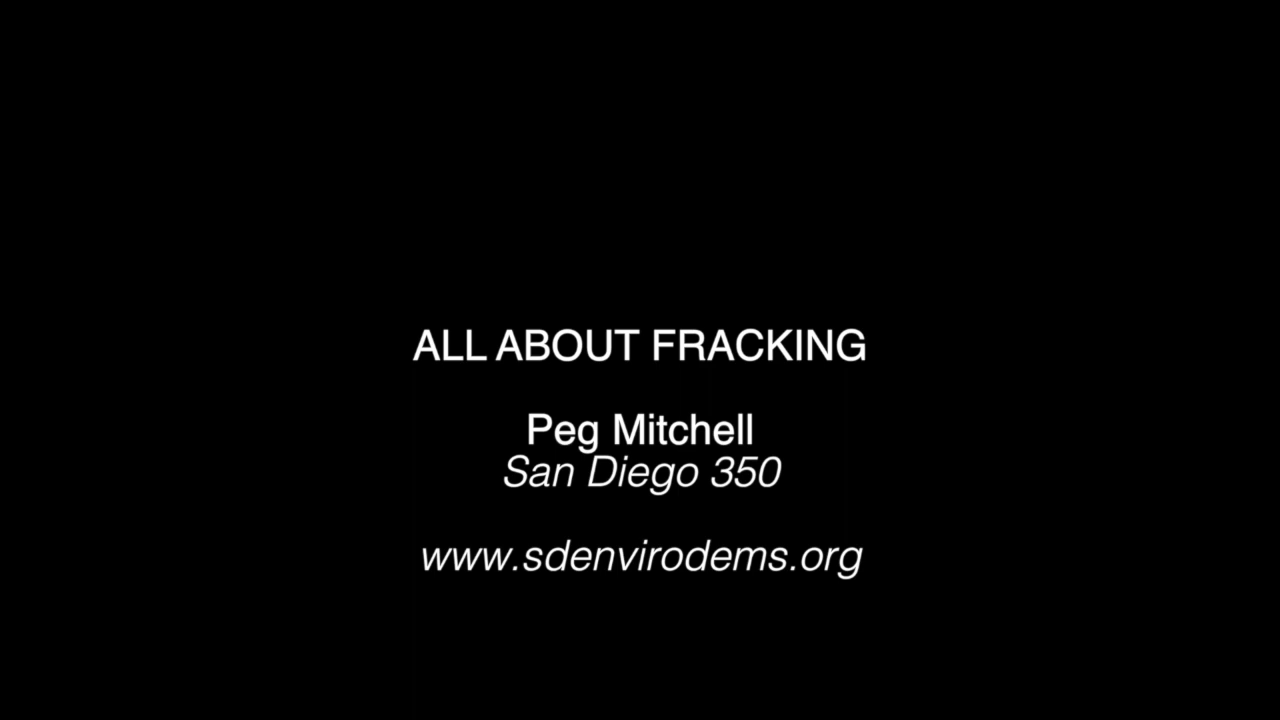 ALL ABOUT FRACKING
Peg Mitchell
San Diego 350
www.sdenvirodems.org